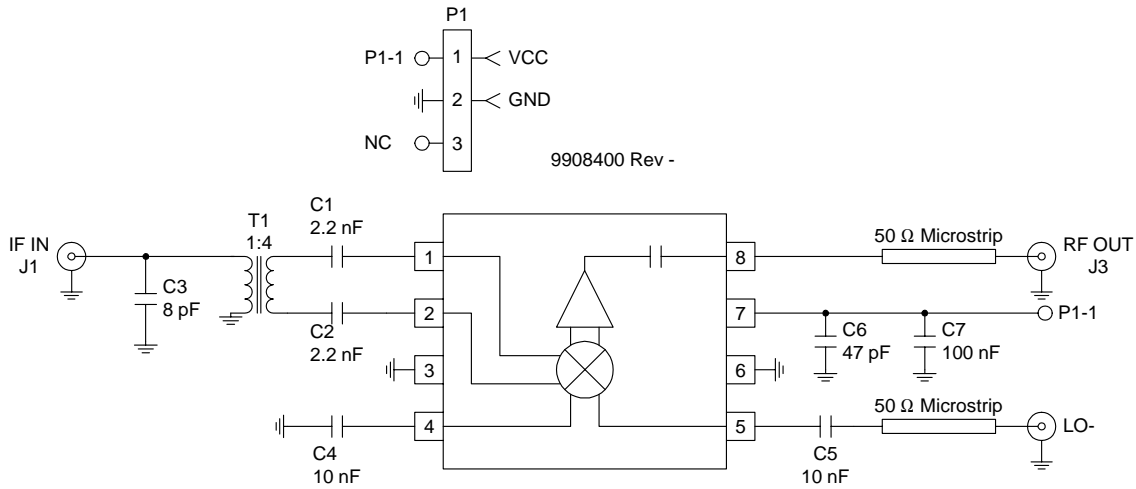 P1
P1-1
1
VCC
2
GND
NC
3
9908400 Rev -
IF IN
J1
C3
8 pF
T1
1:4
C1
2.2 nF
C2
2.2 nF
1
2
3
4
C4
10 nF
8
7
6
5
50 Ω Microstrip
RF OUT
J3
P1-1
C6
47 pF
C7
100 nF
50 Ω Microstrip
LO-
C5
10 nF